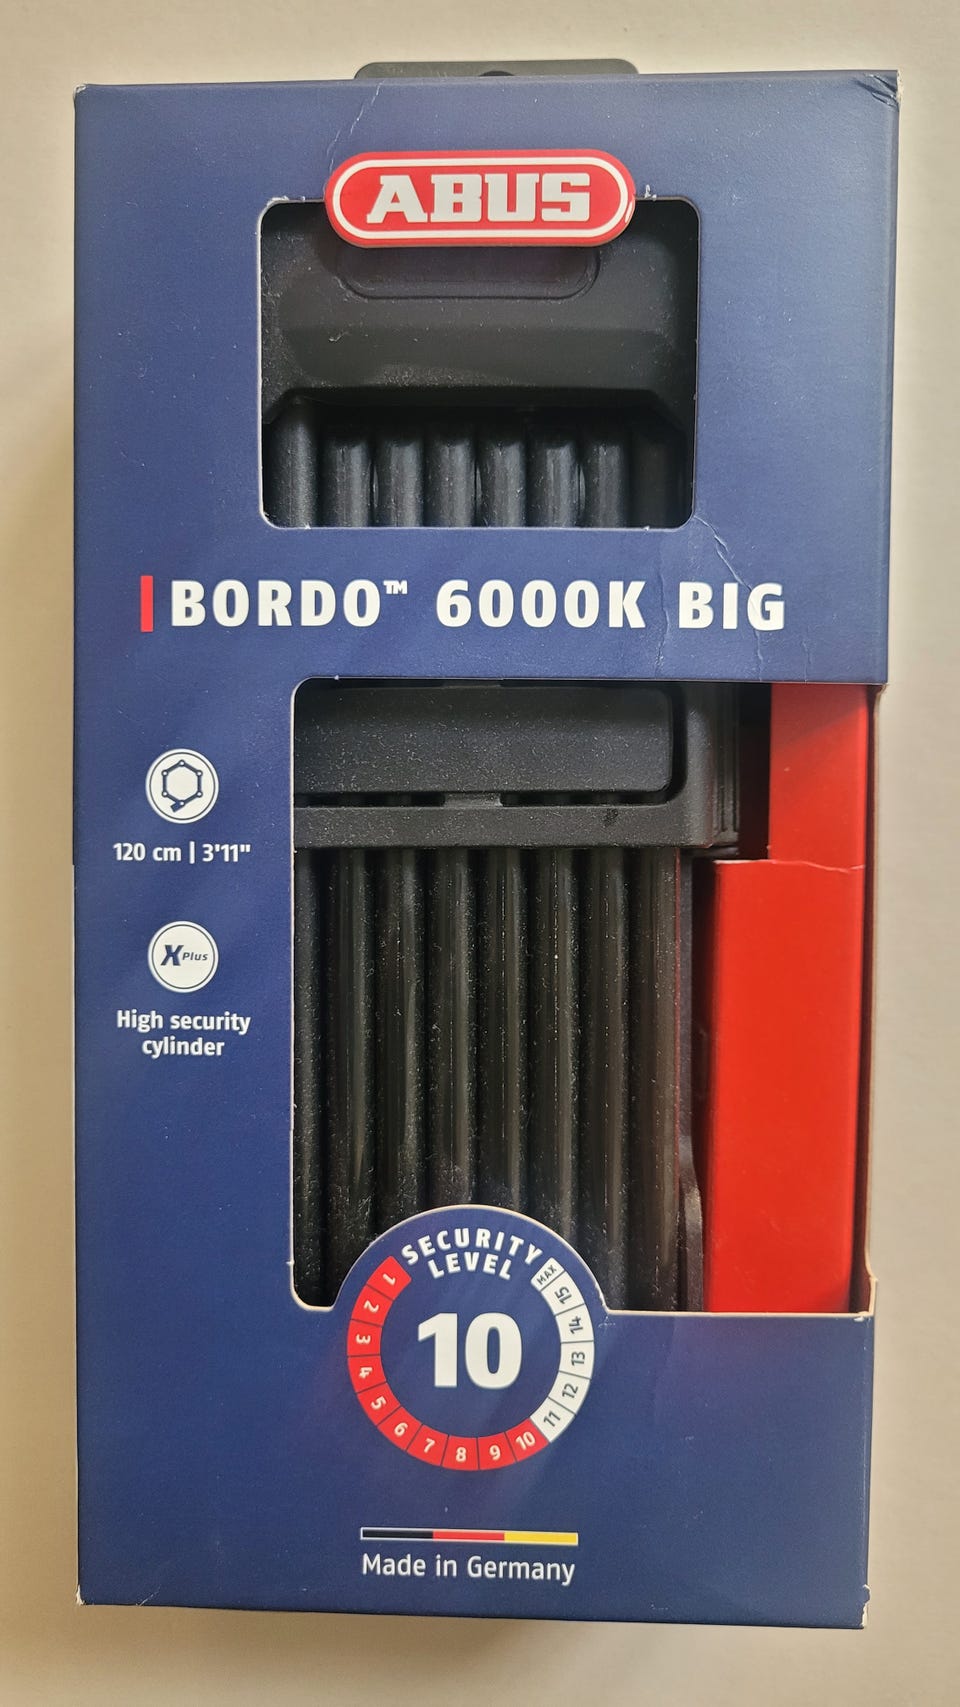 ABUS
BORDO™ 6000K BIG
120 cm | 3'11"
XPlus
High security
cylinder
SECURITY
LEVEL
10
1
2
3
4
5
6
7
8
9
10
11
12
13
14
15
MAX
Made in Germany